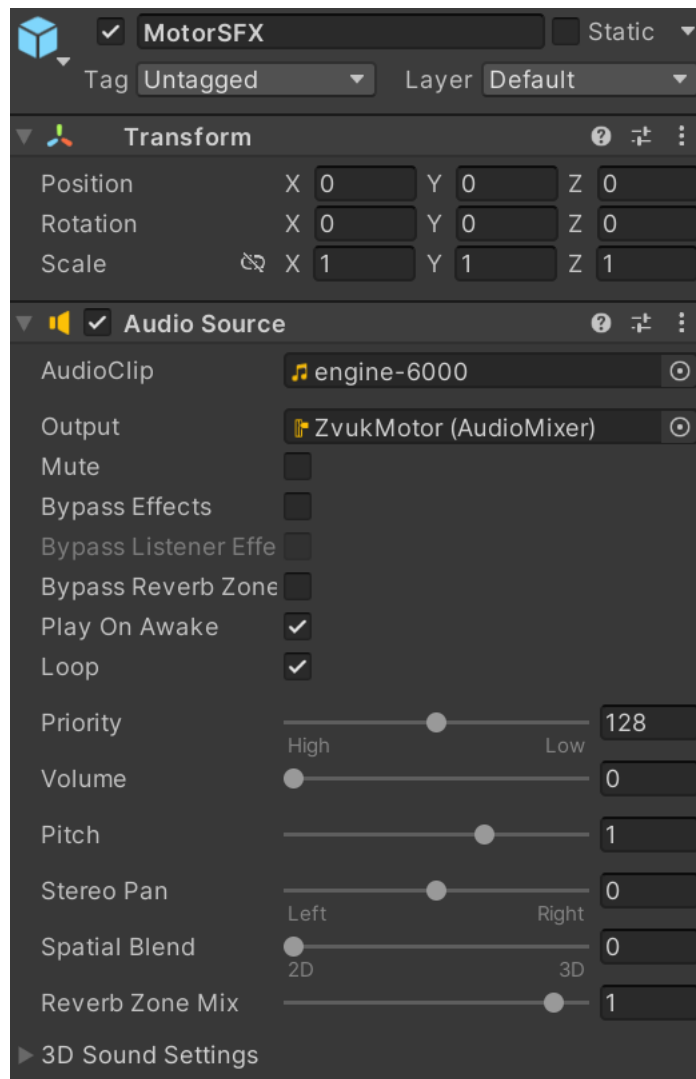 MotorSFX Static
Tag Untagged Layer Default
Transform
Position X 0 Y 0 Z 0
Rotation X 0 Y 0 Z 0
Scale X 1 Y 1 Z 1
Audio Source
AudioClip engine-6000
Output ZvukMotor (AudioMixer)
Mute
Bypass Effects
Bypass Listener Effe
Bypass Reverb Zone
Play On Awake
Loop
Priority 128
High Low
Volume 0
Pitch 1
Stereo Pan 0
Left Right
Spatial Blend 0
2D 3D
Reverb Zone Mix 1
3D Sound Settings